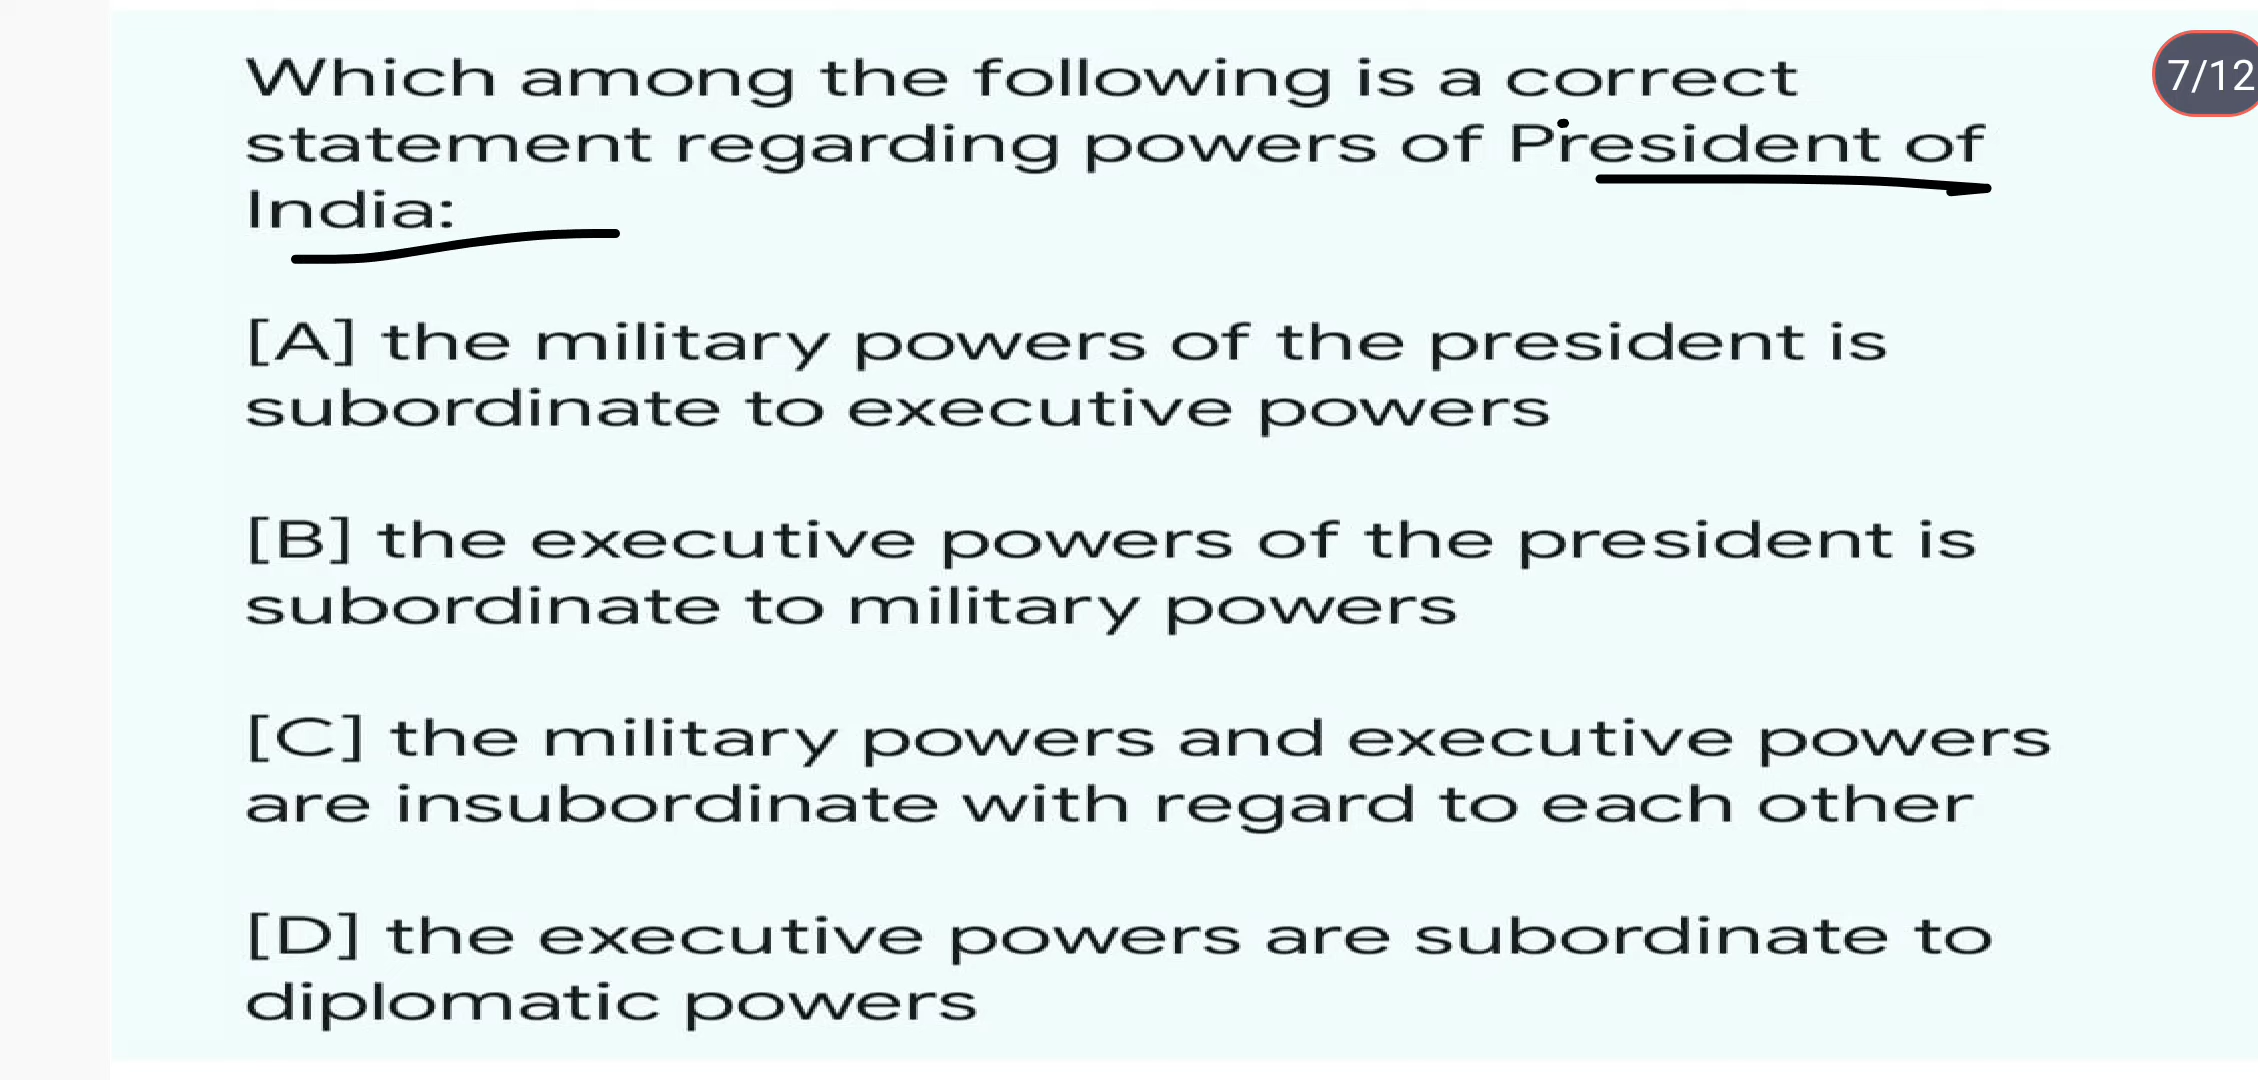 Which among the following is a correct
statement regarding powers of President of
India:
[A] the military powers of the president is
subordinate to executive powers
[B] the executive powers of the president is
subordinate to military powers
[C] the military powers and executive powers
are insubordinate with regard to each other
[D] the executive powers are subordinate to
diplomatic powers
7/12